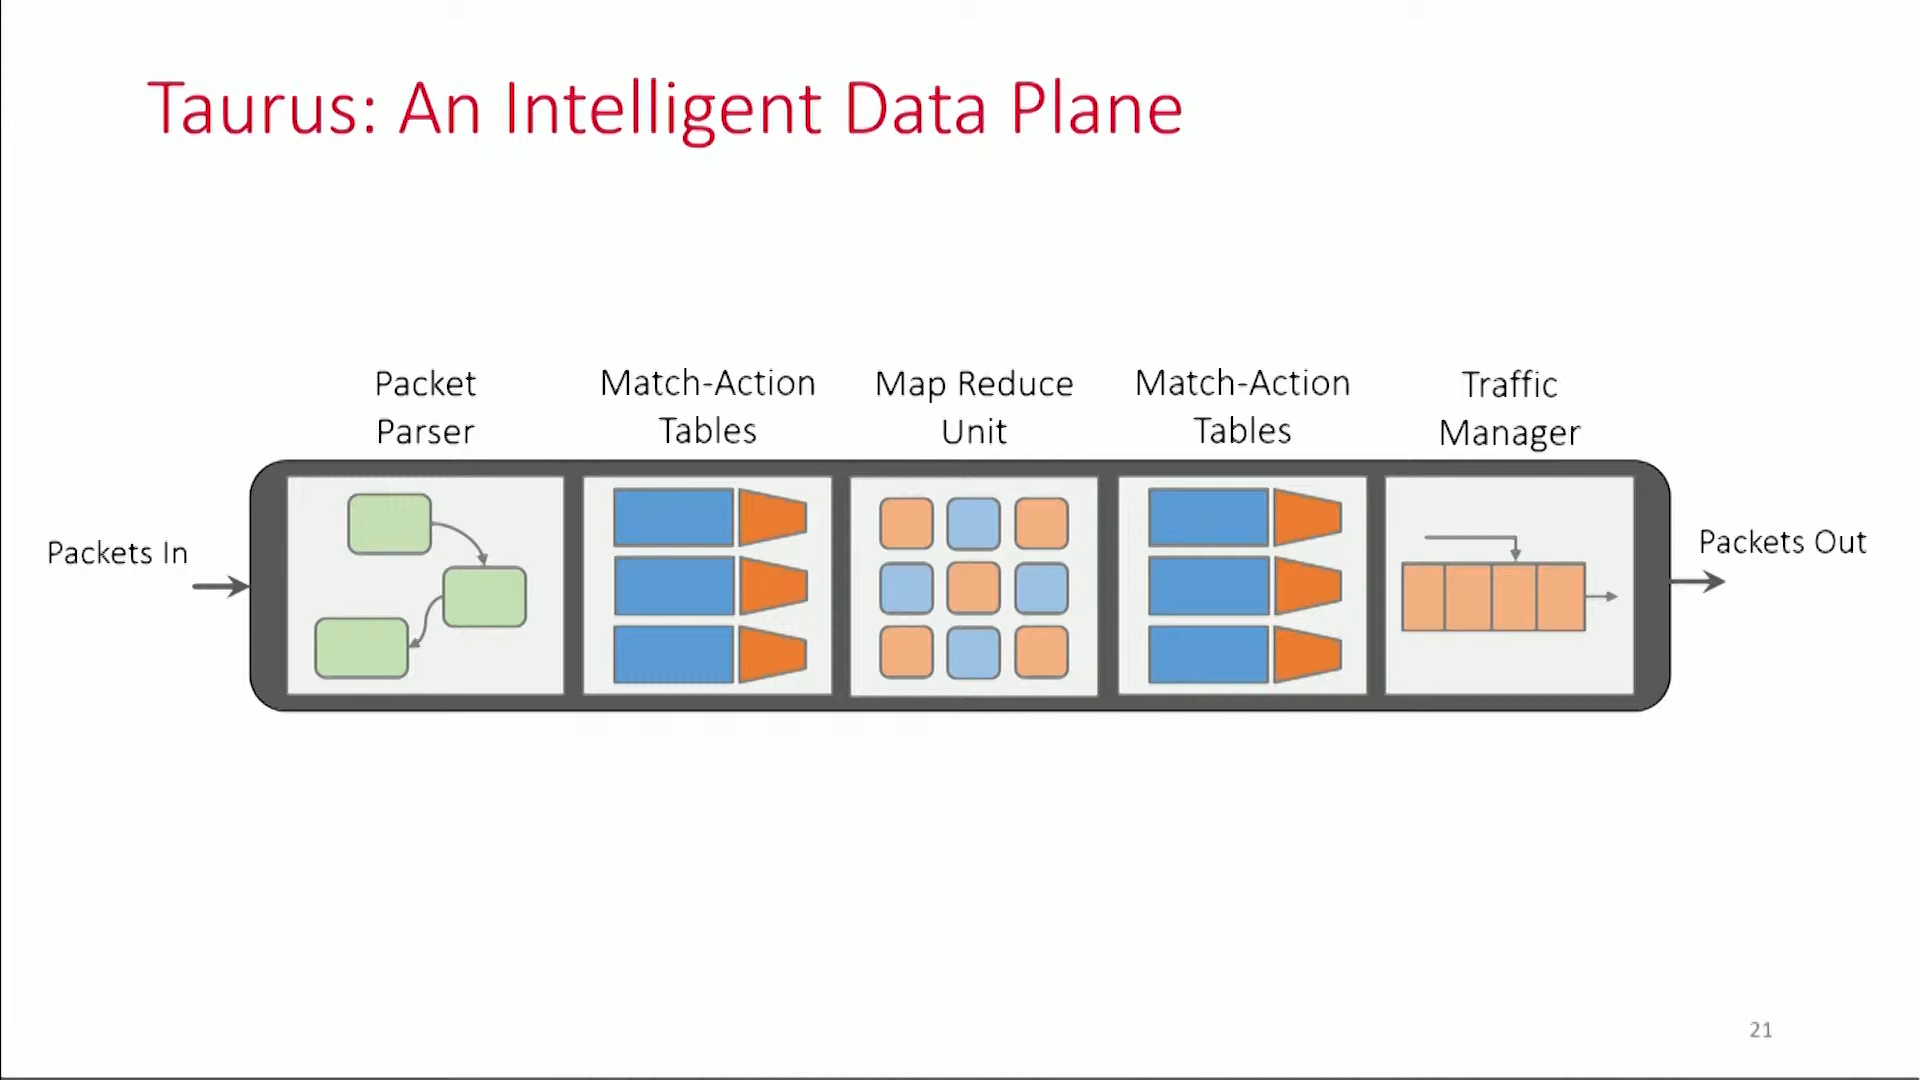 Taurus: An Intelligent Data Plane
Packet
Parser
Match-Action
Tables
Map Reduce
Unit
Match-Action
Tables
Traffic
Manager
Packets In
Packets Out
21